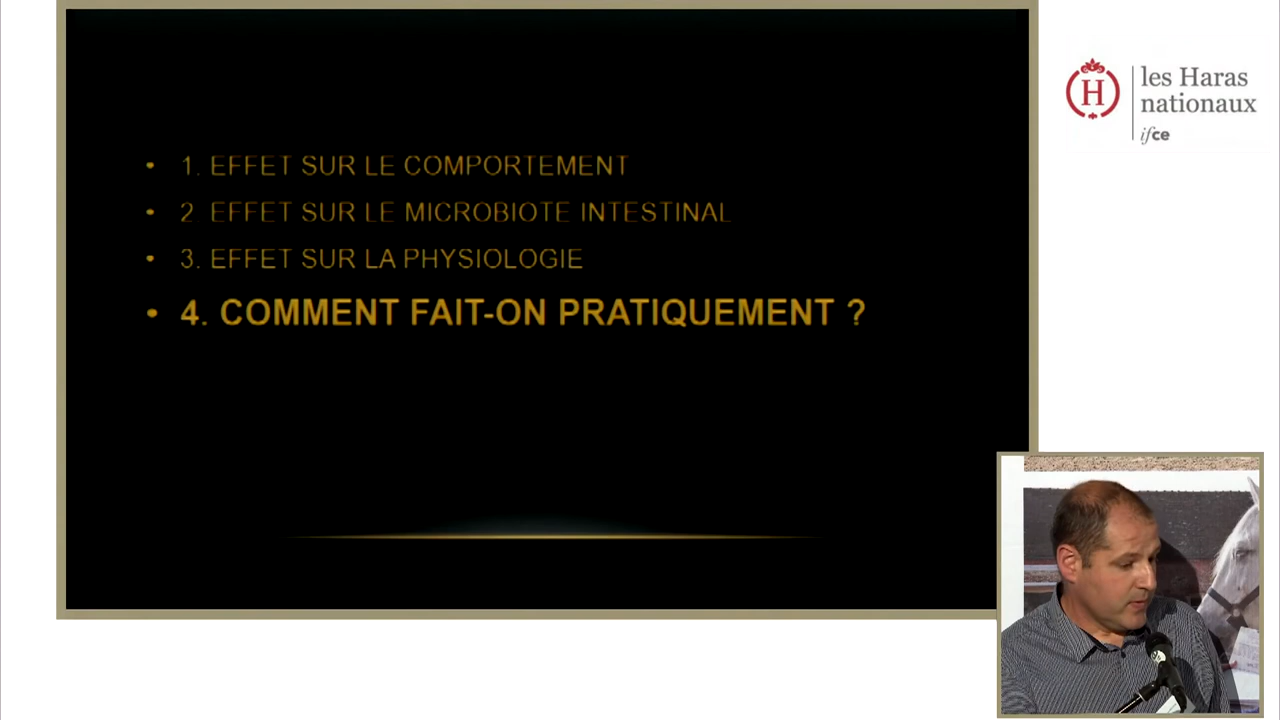 • 1. EFFET SUR LE COMPORTEMENT
• 2 EFFET SUR LE MICROBIOTE INTESTINAL
• 3. EFFET SUR LA PHYSIOLOGIE
• 4. COMMENT FAIT-ON PRATIQUEMENT ?
H
les Haras
nationaux
ifce